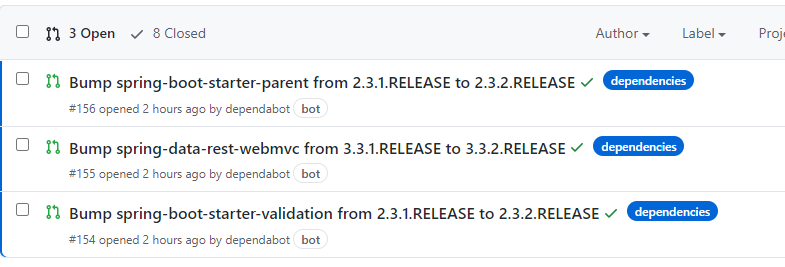 3 Open 8 Closed Author Label
Bump spring-boot-starter-parent from 2.3.1.RELEASE to 2.3.2.RELEASE dependencies
#156 opened 2 hours ago by dependabot bot
Bump spring-data-rest-webmvc from 3.3.1.RELEASE to 3.3.2.RELEASE dependencies
#155 opened 2 hours ago by dependabot bot
Bump spring-boot-starter-validation from 2.3.1.RELEASE to 2.3.2.RELEASE dependencies
#154 opened 2 hours ago by dependabot bot